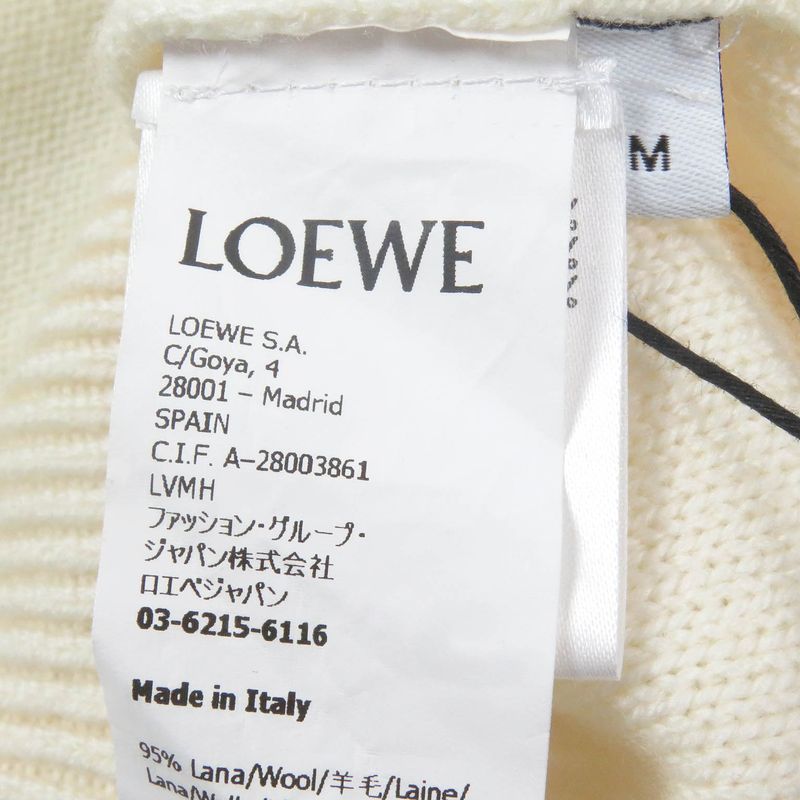 LOEWE
M
LOEWE S.A.
C/Goya, 4
28001 – Madrid
SPAIN
C.I.F. A–28003861
LVMH
ファッション・グループ・
ジャパン株式会社
ロエベジャパン
03-6215-6116
Made in Italy
95% Lana/Wool/羊毛/Laine/